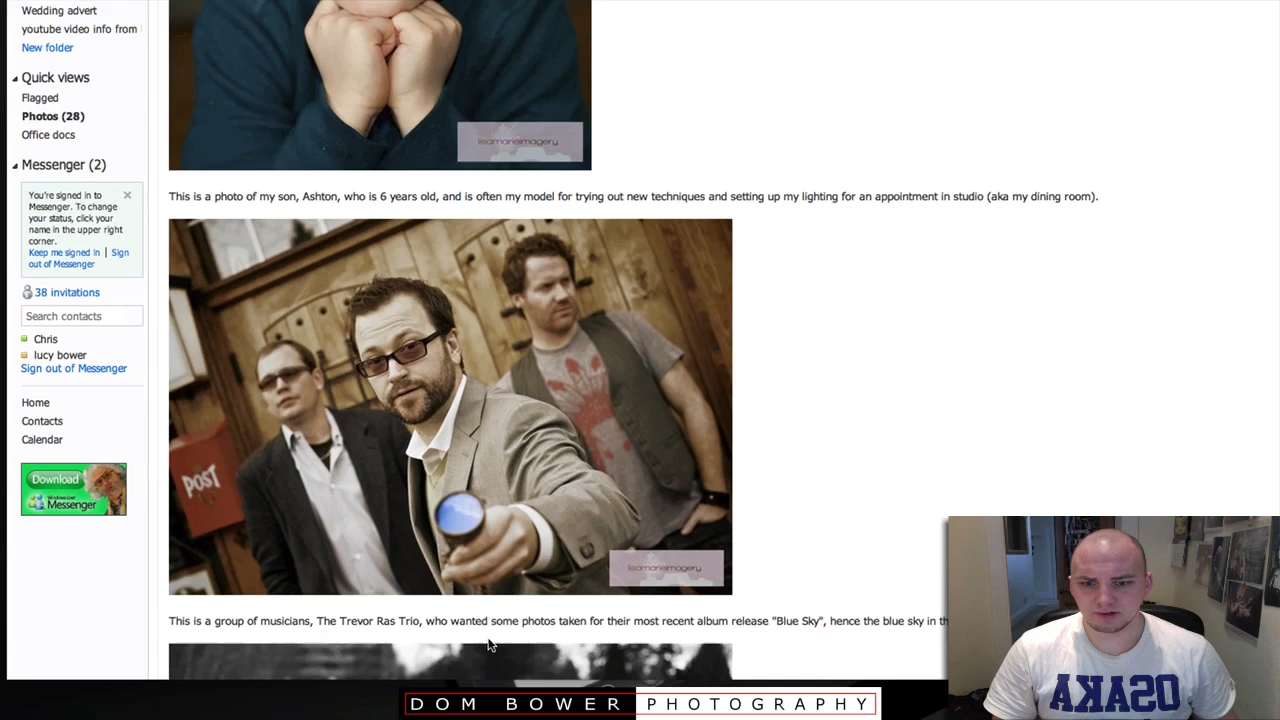 Wedding advert
youtube video info from
New folder
Quick views
Flagged
Photos (28)
Office docs
Messenger (2)
You're signed in to
Messenger. To change
your status, click your
name in the upper right
corner.
Keep me signed in | Sign
out of Messenger
38 invitations
Search contacts
Chris
lucy bower
Sign out of Messenger
Home
Contacts
Calendar
Download
Windows Live
Messenger
lisamarieimagery
This is a photo of my son, Ashton, who is 6 years old, and is often my model for trying out new techniques and setting up my lighting for an appointment in studio (aka my dining room).
POST
lisamarieimagery
This is a group of musicians, The Trevor Ras Trio, who wanted some photos taken for their most recent album release "Blue Sky", hence the blue sky in th
OSAKA
DOM BOWER PHOTOGRAPHY